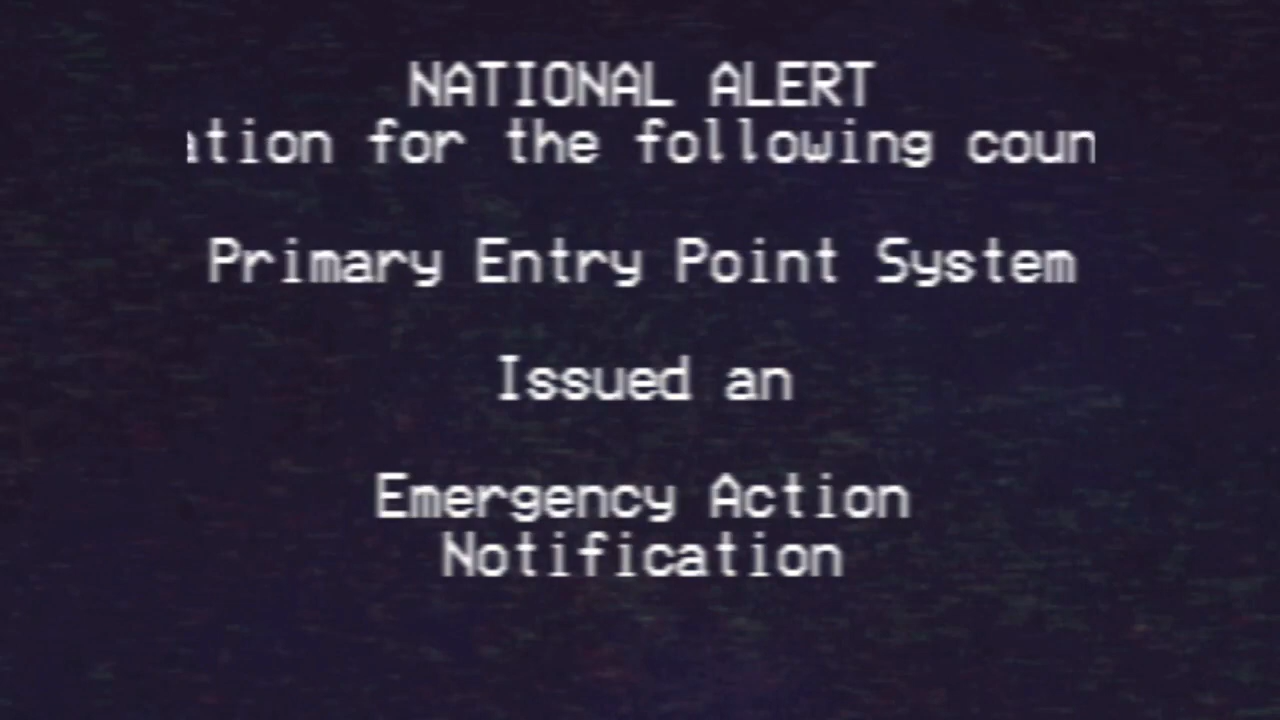 NATIONAL ALERT
ation for the following coun
Primary Entry Point System
Issued an
Emergency Action
Notification